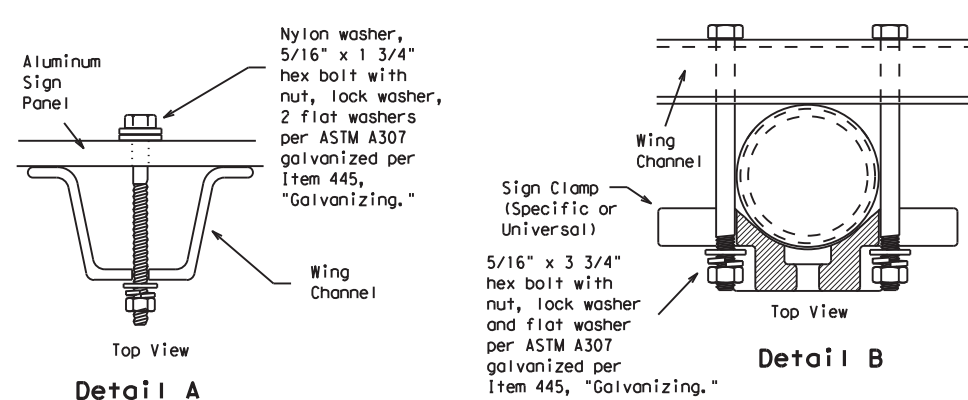 Nylon washer,
5/16" x 1 3/4"
hex bolt with
nut, lock washer,
2 flat washers
per ASTM A307
galvanized per
Item 445,
"Galvanizing."
Aluminum
Sign
Panel
Wing
Channel
Top View
Detail A
Wing
Channel
Sign Clamp
(Specific or
Universal)
5/16" x 3 3/4"
hex bolt with
nut, lock washer
and flat washer
per ASTM A307
galvanized per
Item 445, "Galvanizing."
Top View
Detail B